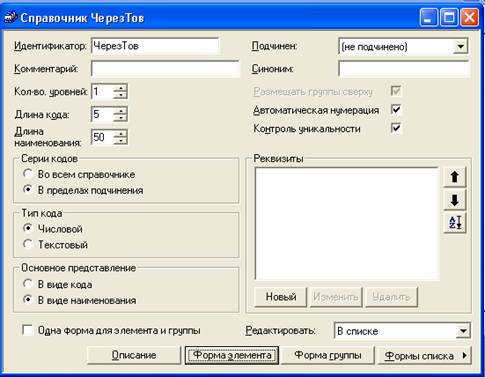 Справочник ЧерезТов
Идентификатор: ЧерезТов
Подчинен: (не подчинено)
Комментарий:
Синоним:
Кол-во. уровней: 1
Размещать группы сверху
Длина кода: 5
Автоматическая нумерация
Длина наименования: 50
Контроль уникальности
Серии кодов
Во всем справочнике
В пределах подчинения
Реквизиты
Тип кода
Числовой
Текстовый
Основное представление
В виде кода
В виде наименования
Новый Изменить Удалить
Одна форма для элемента и группы
Редактировать: В списке
Описание Форма элемента Форма группы Формы списка